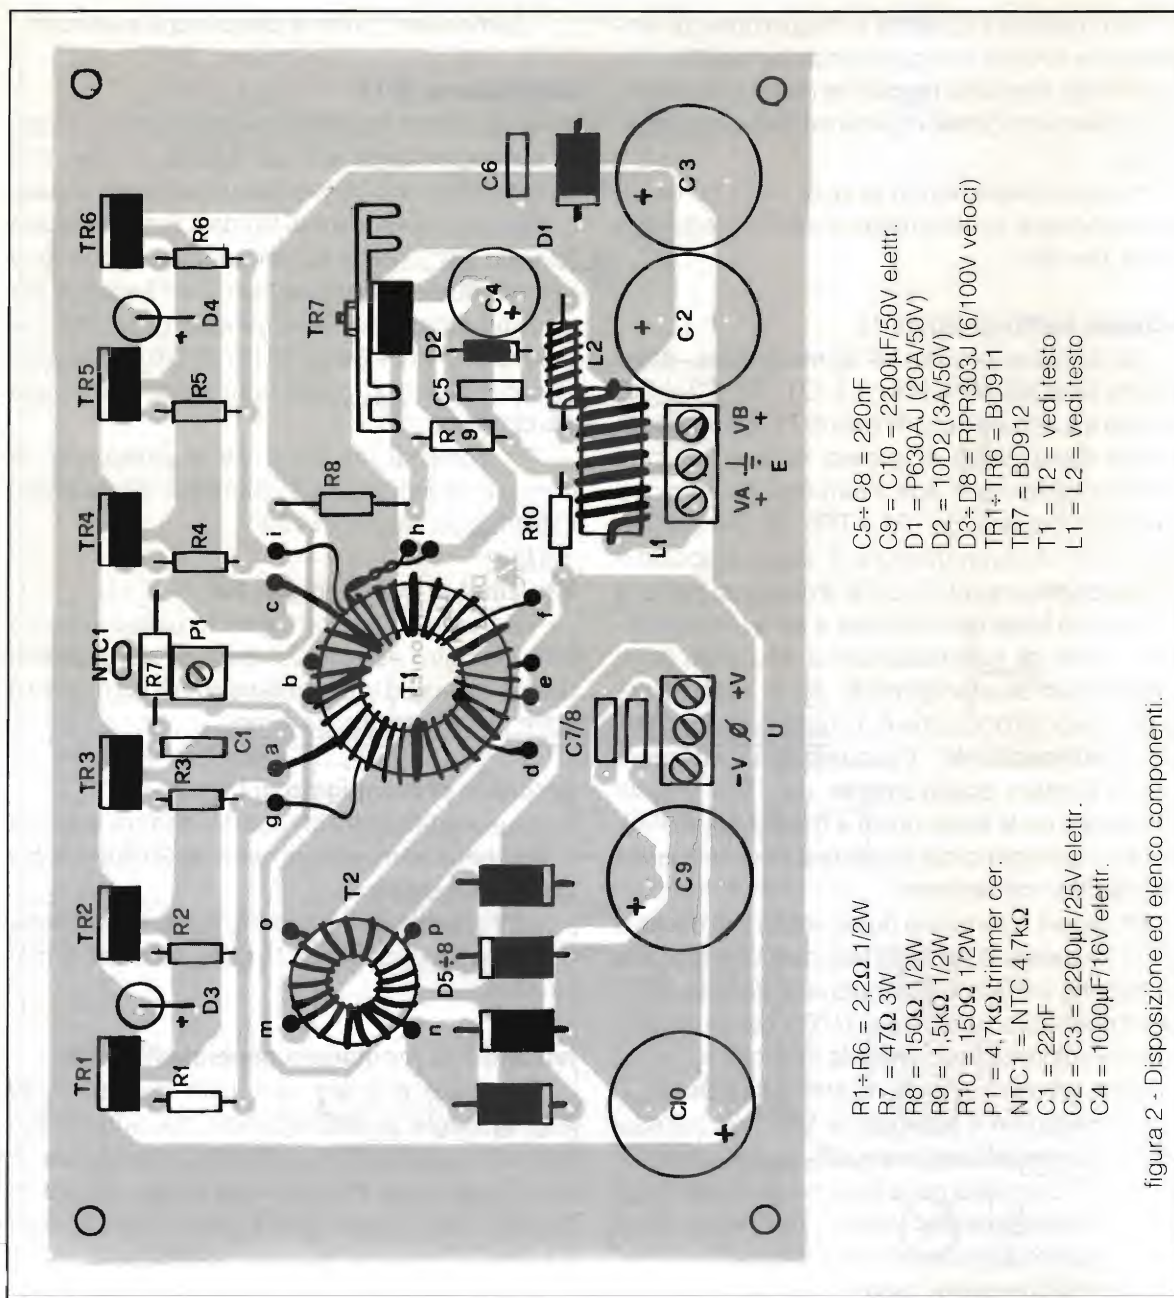 TR1
TR2
TR3
NTC1
TR4
TR5
TR6
D3
+
R7
P1
D4
+
R1
R2
R3
C1
R4
R5
R6
m
o
T2
n
p
g
a
b
c
i
T1
d
e
f
h
R8
TR7
D5÷8
R9
C5
D2
C4
+
C6
D1
R10
L1
L2
C10
+
C9
+
C7/8
-V ∅ +V
U
VA ⏚ VB
+ = +
E
C2
+
C3
+
R1÷R6 = 2,2Ω 1/2W
R7 = 47Ω 3W
R8 = 150Ω 1/2W
R9 = 1,5kΩ 1/2W
R10 = 150Ω 1/2W
P1 = 4,7kΩ trimmer cer.
NTC1 = NTC 4,7kΩ
C1 = 22nF
C2 = C3 = 2200µF/25V elettr.
C4 = 1000µF/16V elettr.
C5÷C8 = 220nF
C9 = C10 = 2200µF/50V elettr.
D1 = P630AJ (20A/50V)
D2 = 10D2 (3A/50V)
D3÷D8 = RPR303J (6/100V veloci)
TR1÷TR6 = BD911
TR7 = BD912
T1 = T2 = vedi testo
L1 = L2 = vedi testo
figura 2 - Disposizione ed elenco componenti.